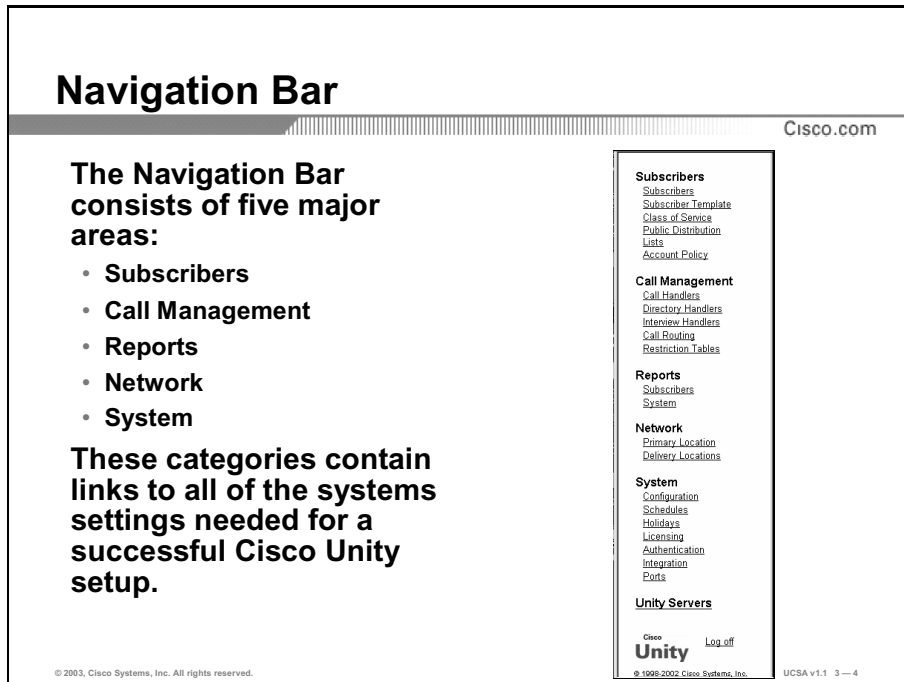 Navigation Bar
Cisco.com
The Navigation Bar
consists of five major
areas:
• Subscribers
• Call Management
• Reports
• Network
• System
These categories contain
links to all of the systems
settings needed for a
successful Cisco Unity
setup.
Subscribers
Subscribers
Subscriber Template
Class of Service
Public Distribution
Lists
Account Policy
Call Management
Call Handlers
Directory Handlers
Interview Handlers
Call Routing
Restriction Tables
Reports
Subscribers
System
Network
Primary Location
Delivery Locations
System
Configuration
Schedules
Holidays
Licensing
Authentication
Integration
Ports
Unity Servers
Cisco
Unity
Log off
© 1998-2002 Cisco Systems, Inc.
© 2003, Cisco Systems, Inc. All rights reserved.
UCSA v1.1 3 — 4